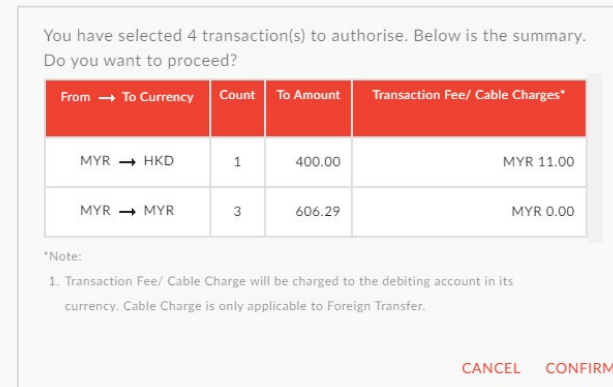 You have selected 4 transaction(s) to authorise. Below is the summary.
Do you want to proceed?
From → To Currency Count To Amount Transaction Fee/ Cable Charges*
MYR → HKD 1 400.00 MYR 11.00
MYR → MYR 3 606.29 MYR 0.00
*Note:
1. Transaction Fee/ Cable Charge will be charged to the debiting account in its
currency. Cable Charge is only applicable to Foreign Transfer.
CANCEL CONFIRM